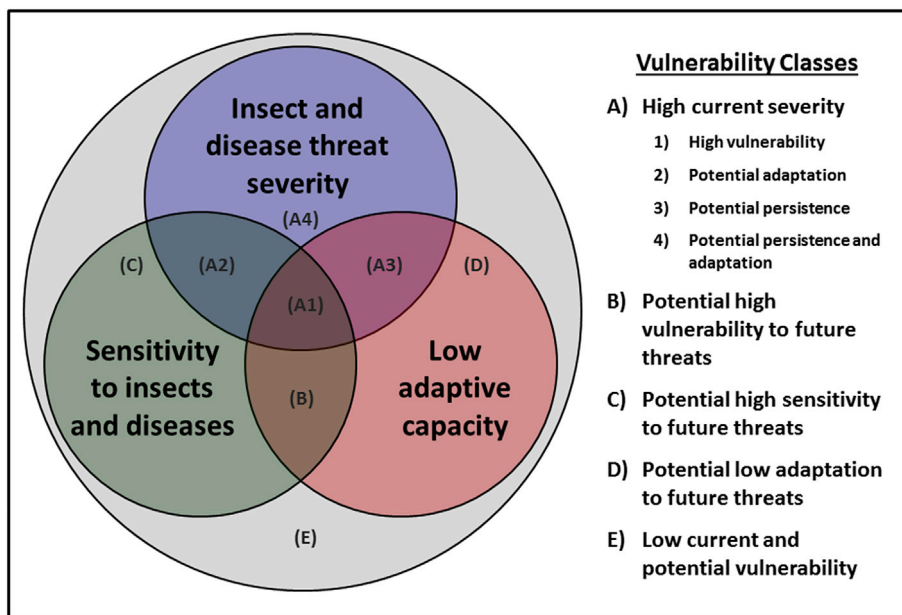 Insect and
disease threat
severity
(A4)
(C)
(A2)
(A3)
(D)
(A1)
Sensitivity
to insects
and diseases
Low
adaptive
capacity
(B)
(E)
Vulnerability Classes
A) High current severity
1) High vulnerability
2) Potential adaptation
3) Potential persistence
4) Potential persistence and
adaptation
B) Potential high
vulnerability to future
threats
C) Potential high sensitivity
to future threats
D) Potential low adaptation
to future threats
E) Low current and
potential vulnerability